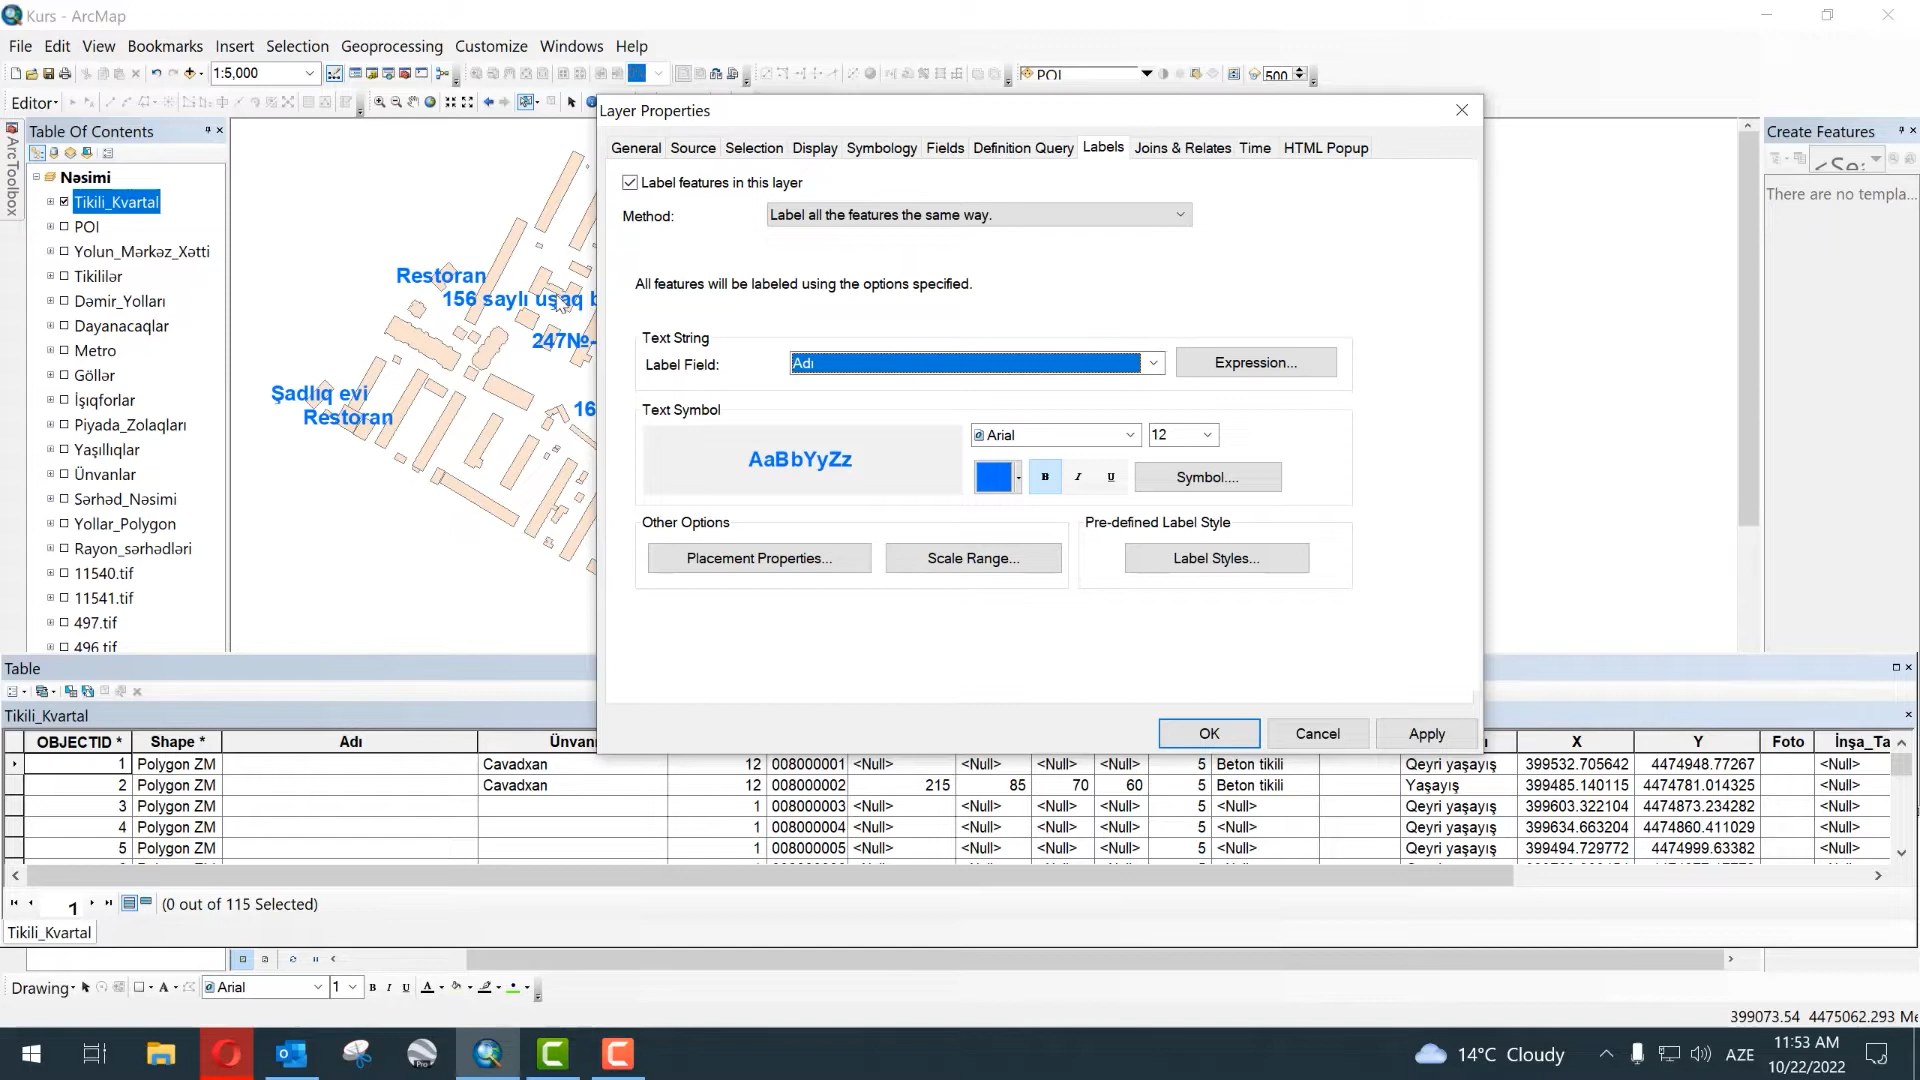 Kurs - ArcMap
File Edit View Bookmarks Insert Selection Geoprocessing Customize Windows Help
1:5,000
POI
500
Editor
Layer Properties
General Source Selection Display Symbology Fields Definition Query Labels Joins & Relates Time HTML Popup
Table Of Contents
Create Features
ArcToolbox
There are no templa...
Nəsimi
Tikili_Kvartal
POI
Yolun_Mərkəz_Xətti
Tikililər
Dəmir_Yolları
Dayanacaqlar
Metro
Göllər
İşıqforlar
Piyada_Zolaqları
Yaşıllıqlar
Ünvanlar
Sərhəd_Nəsimi
Yollar_Polygon
Rayon_sərhədləri
11540.tif
11541.tif
497.tif
496.tif
Restoran
156 saylı uşaq b
247№-
Şadlıq evi
Restoran
16
Label features in this layer
Method: Label all the features the same way.
All features will be labeled using the options specified.
Text String
Label Field: Adı Expression...
Text Symbol
AaBbYyZz
Arial 12
B I U Symbol....
Other Options
Placement Properties... Scale Range...
Pre-defined Label Style
Label Styles...
OK Cancel Apply
Table
Tikili_Kvartal
OBJECTID * Shape * Adı Ünvanı X Y Foto İnşa_Ta
1 Polygon ZM Cavadxan 12 008000001 <Null> <Null> <Null> <Null> 5 Beton tikili Qeyri yaşayış 399532.705642 4474948.77267 <Null>
2 Polygon ZM Cavadxan 12 008000002 215 85 70 60 5 Beton tikili Yaşayış 399485.140115 4474781.014325 <Null>
3 Polygon ZM 1 008000003 <Null> <Null> <Null> <Null> 5 <Null> Qeyri yaşayış 399603.322104 4474873.234282 <Null>
4 Polygon ZM 1 008000004 <Null> <Null> <Null> <Null> 5 <Null> Qeyri yaşayış 399634.663204 4474860.411029 <Null>
5 Polygon ZM 1 008000005 <Null> <Null> <Null> <Null> 5 <Null> Qeyri yaşayış 399494.729772 4474999.63382 <Null>
1 (0 out of 115 Selected)
Tikili_Kvartal
Drawing A Arial 1 B I U A
399073.54 4475062.293 Me
14°C Cloudy AZE 11:53 AM
10/22/2022